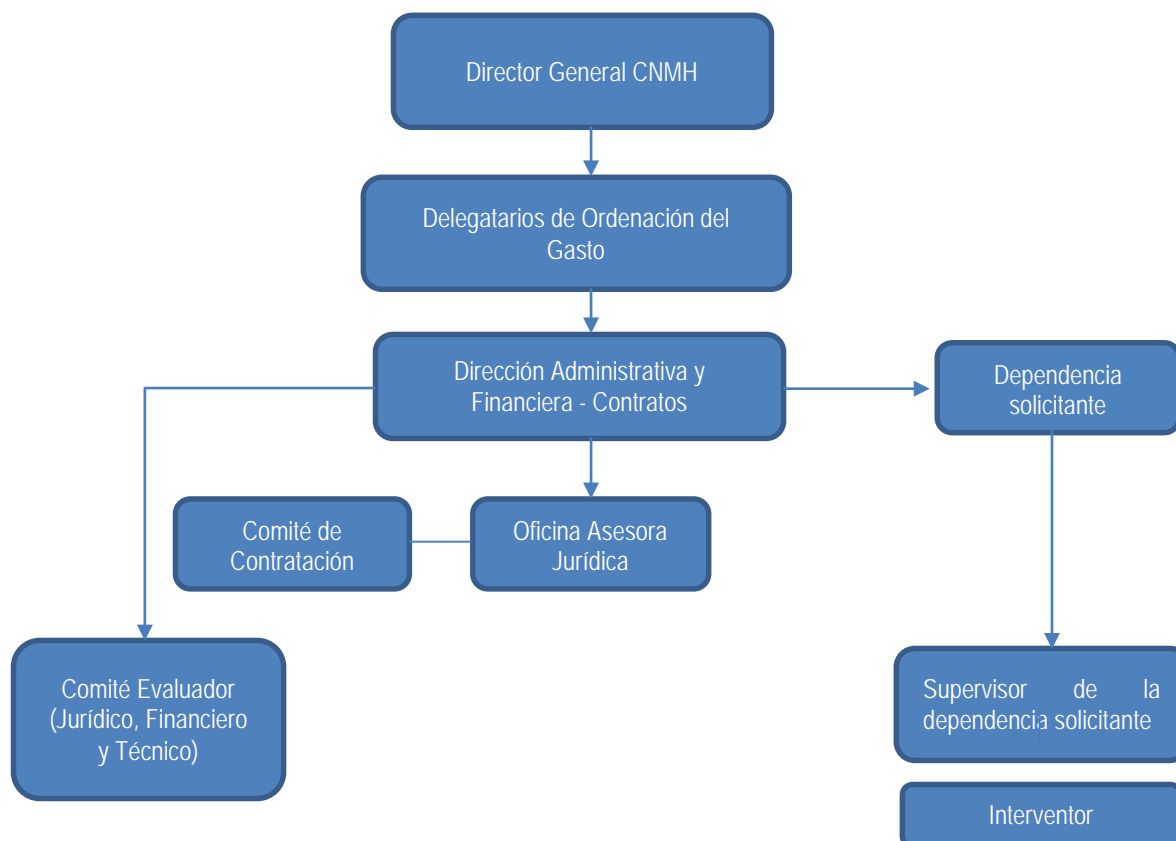 Director General CNMH
Delegatarios de Ordenación del
Gasto
Dirección Administrativa y
Financiera - Contratos
Dependencia
solicitante
Comité de
Contratación
Oficina Asesora
Jurídica
Comité Evaluador
(Jurídico, Financiero
y Técnico)
Supervisor de la
dependencia solicitante
Interventor